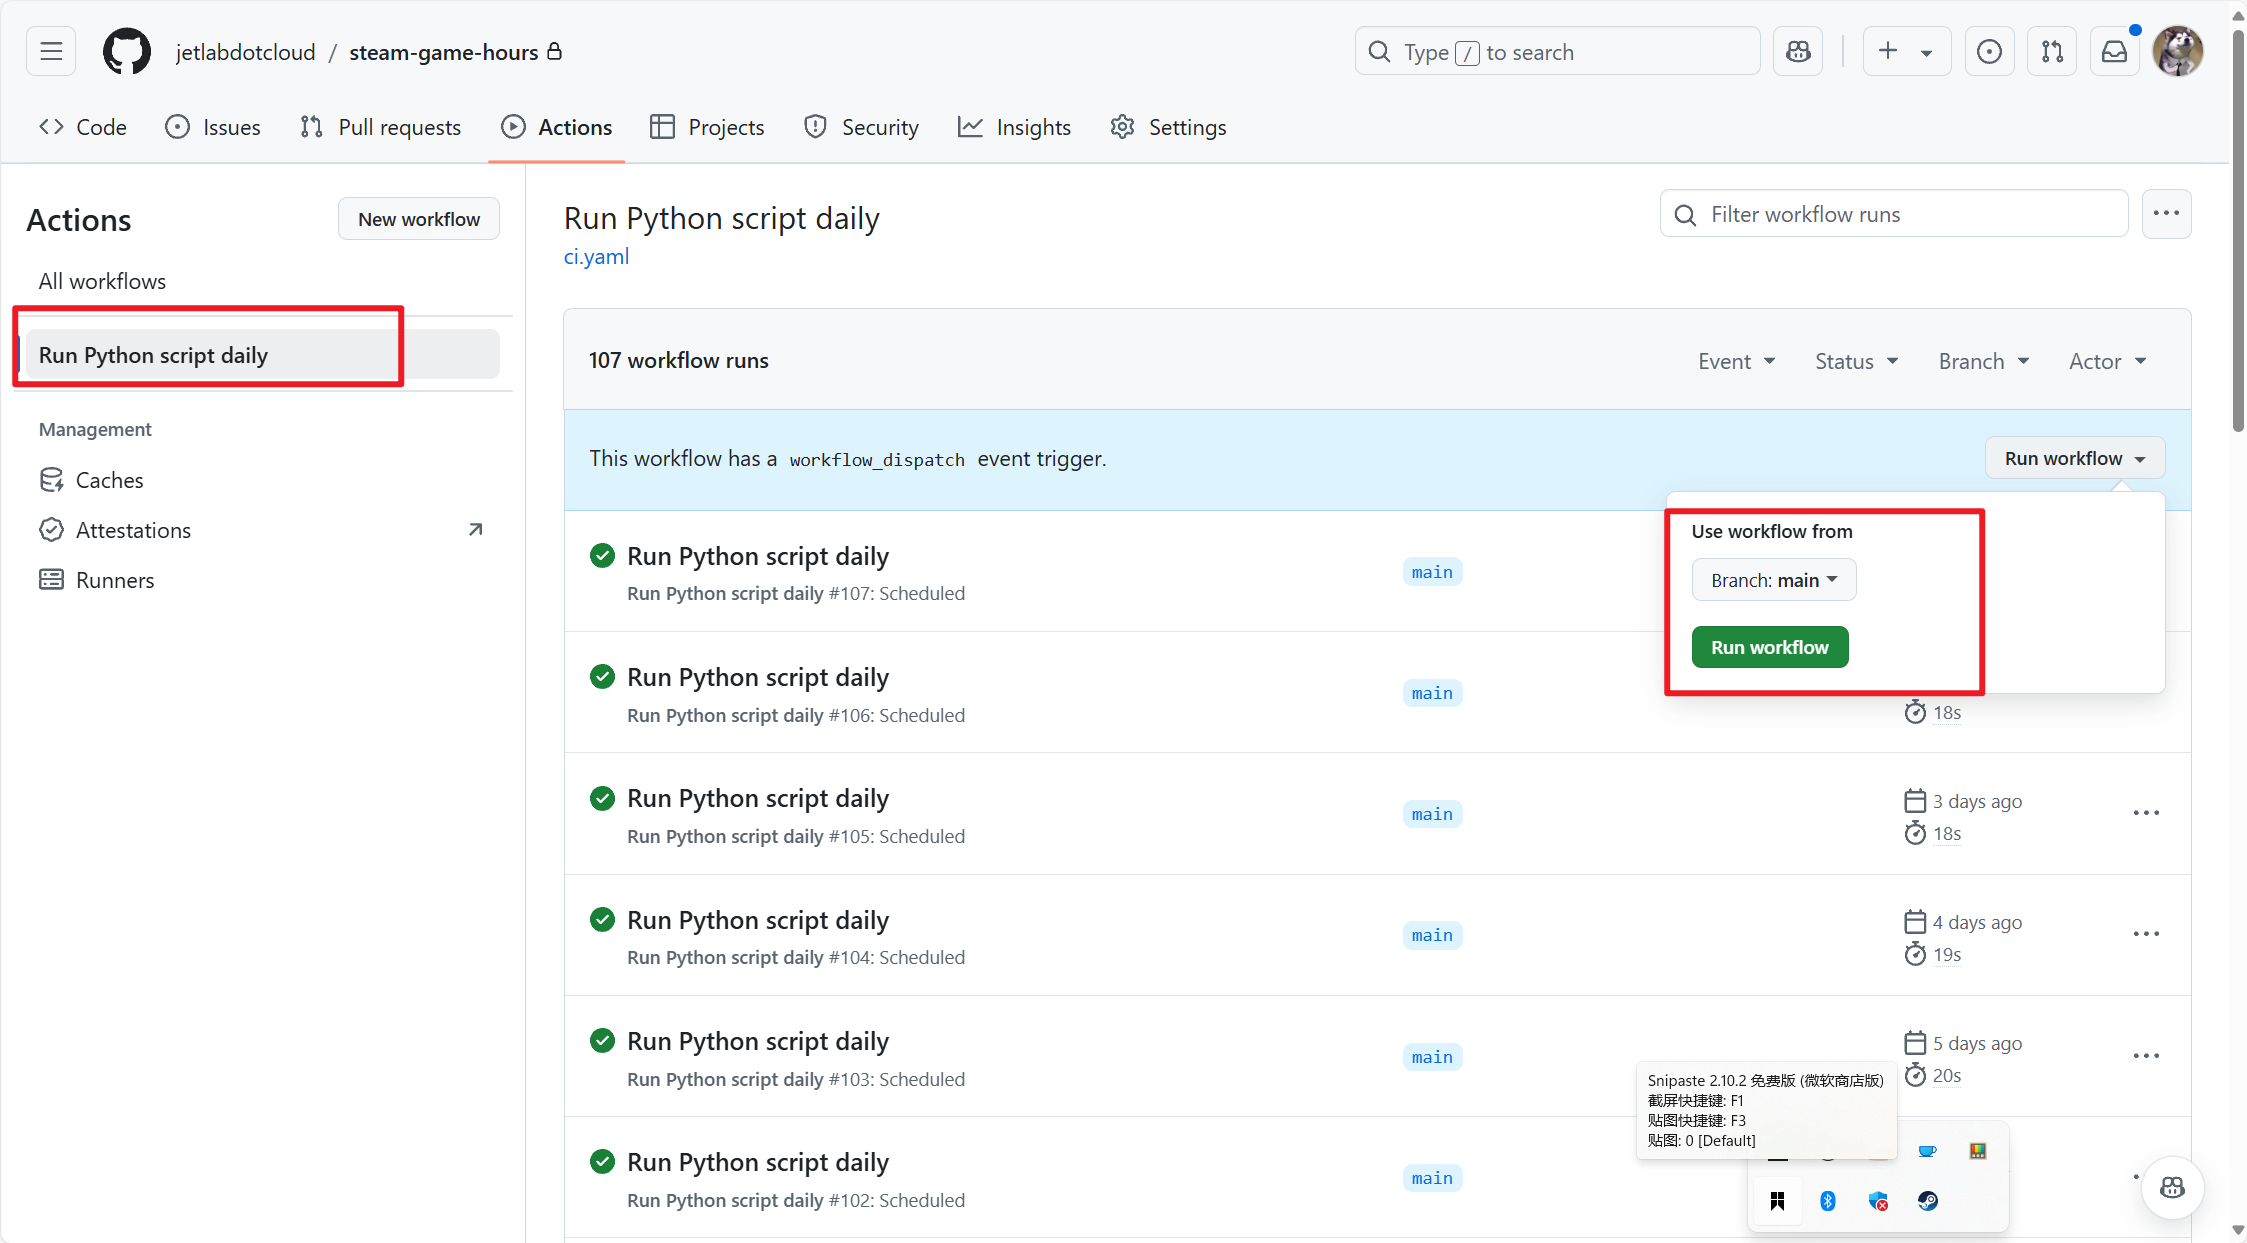 jetlabdotcloud / steam-game-hours
Type / to search
Code
Issues
Pull requests
Actions
Projects
Security
Insights
Settings
Actions
New workflow
All workflows
Run Python script daily
Management
Caches
Attestations
Runners
Run Python script daily
ci.yaml
Filter workflow runs
107 workflow runs
Event
Status
Branch
Actor
This workflow has a workflow_dispatch event trigger.
Run workflow
Use workflow from
Branch: main
Run workflow
Run Python script daily
Run Python script daily #107: Scheduled
main
Run Python script daily
Run Python script daily #106: Scheduled
main
18s
Run Python script daily
Run Python script daily #105: Scheduled
main
3 days ago
18s
Run Python script daily
Run Python script daily #104: Scheduled
main
4 days ago
19s
Run Python script daily
Run Python script daily #103: Scheduled
main
5 days ago
20s
Run Python script daily
Run Python script daily #102: Scheduled
main
Snipaste 2.10.2 免费版 (微软商店版)
截屏快捷键: F1
贴图快捷键: F3
贴图: 0 [Default]